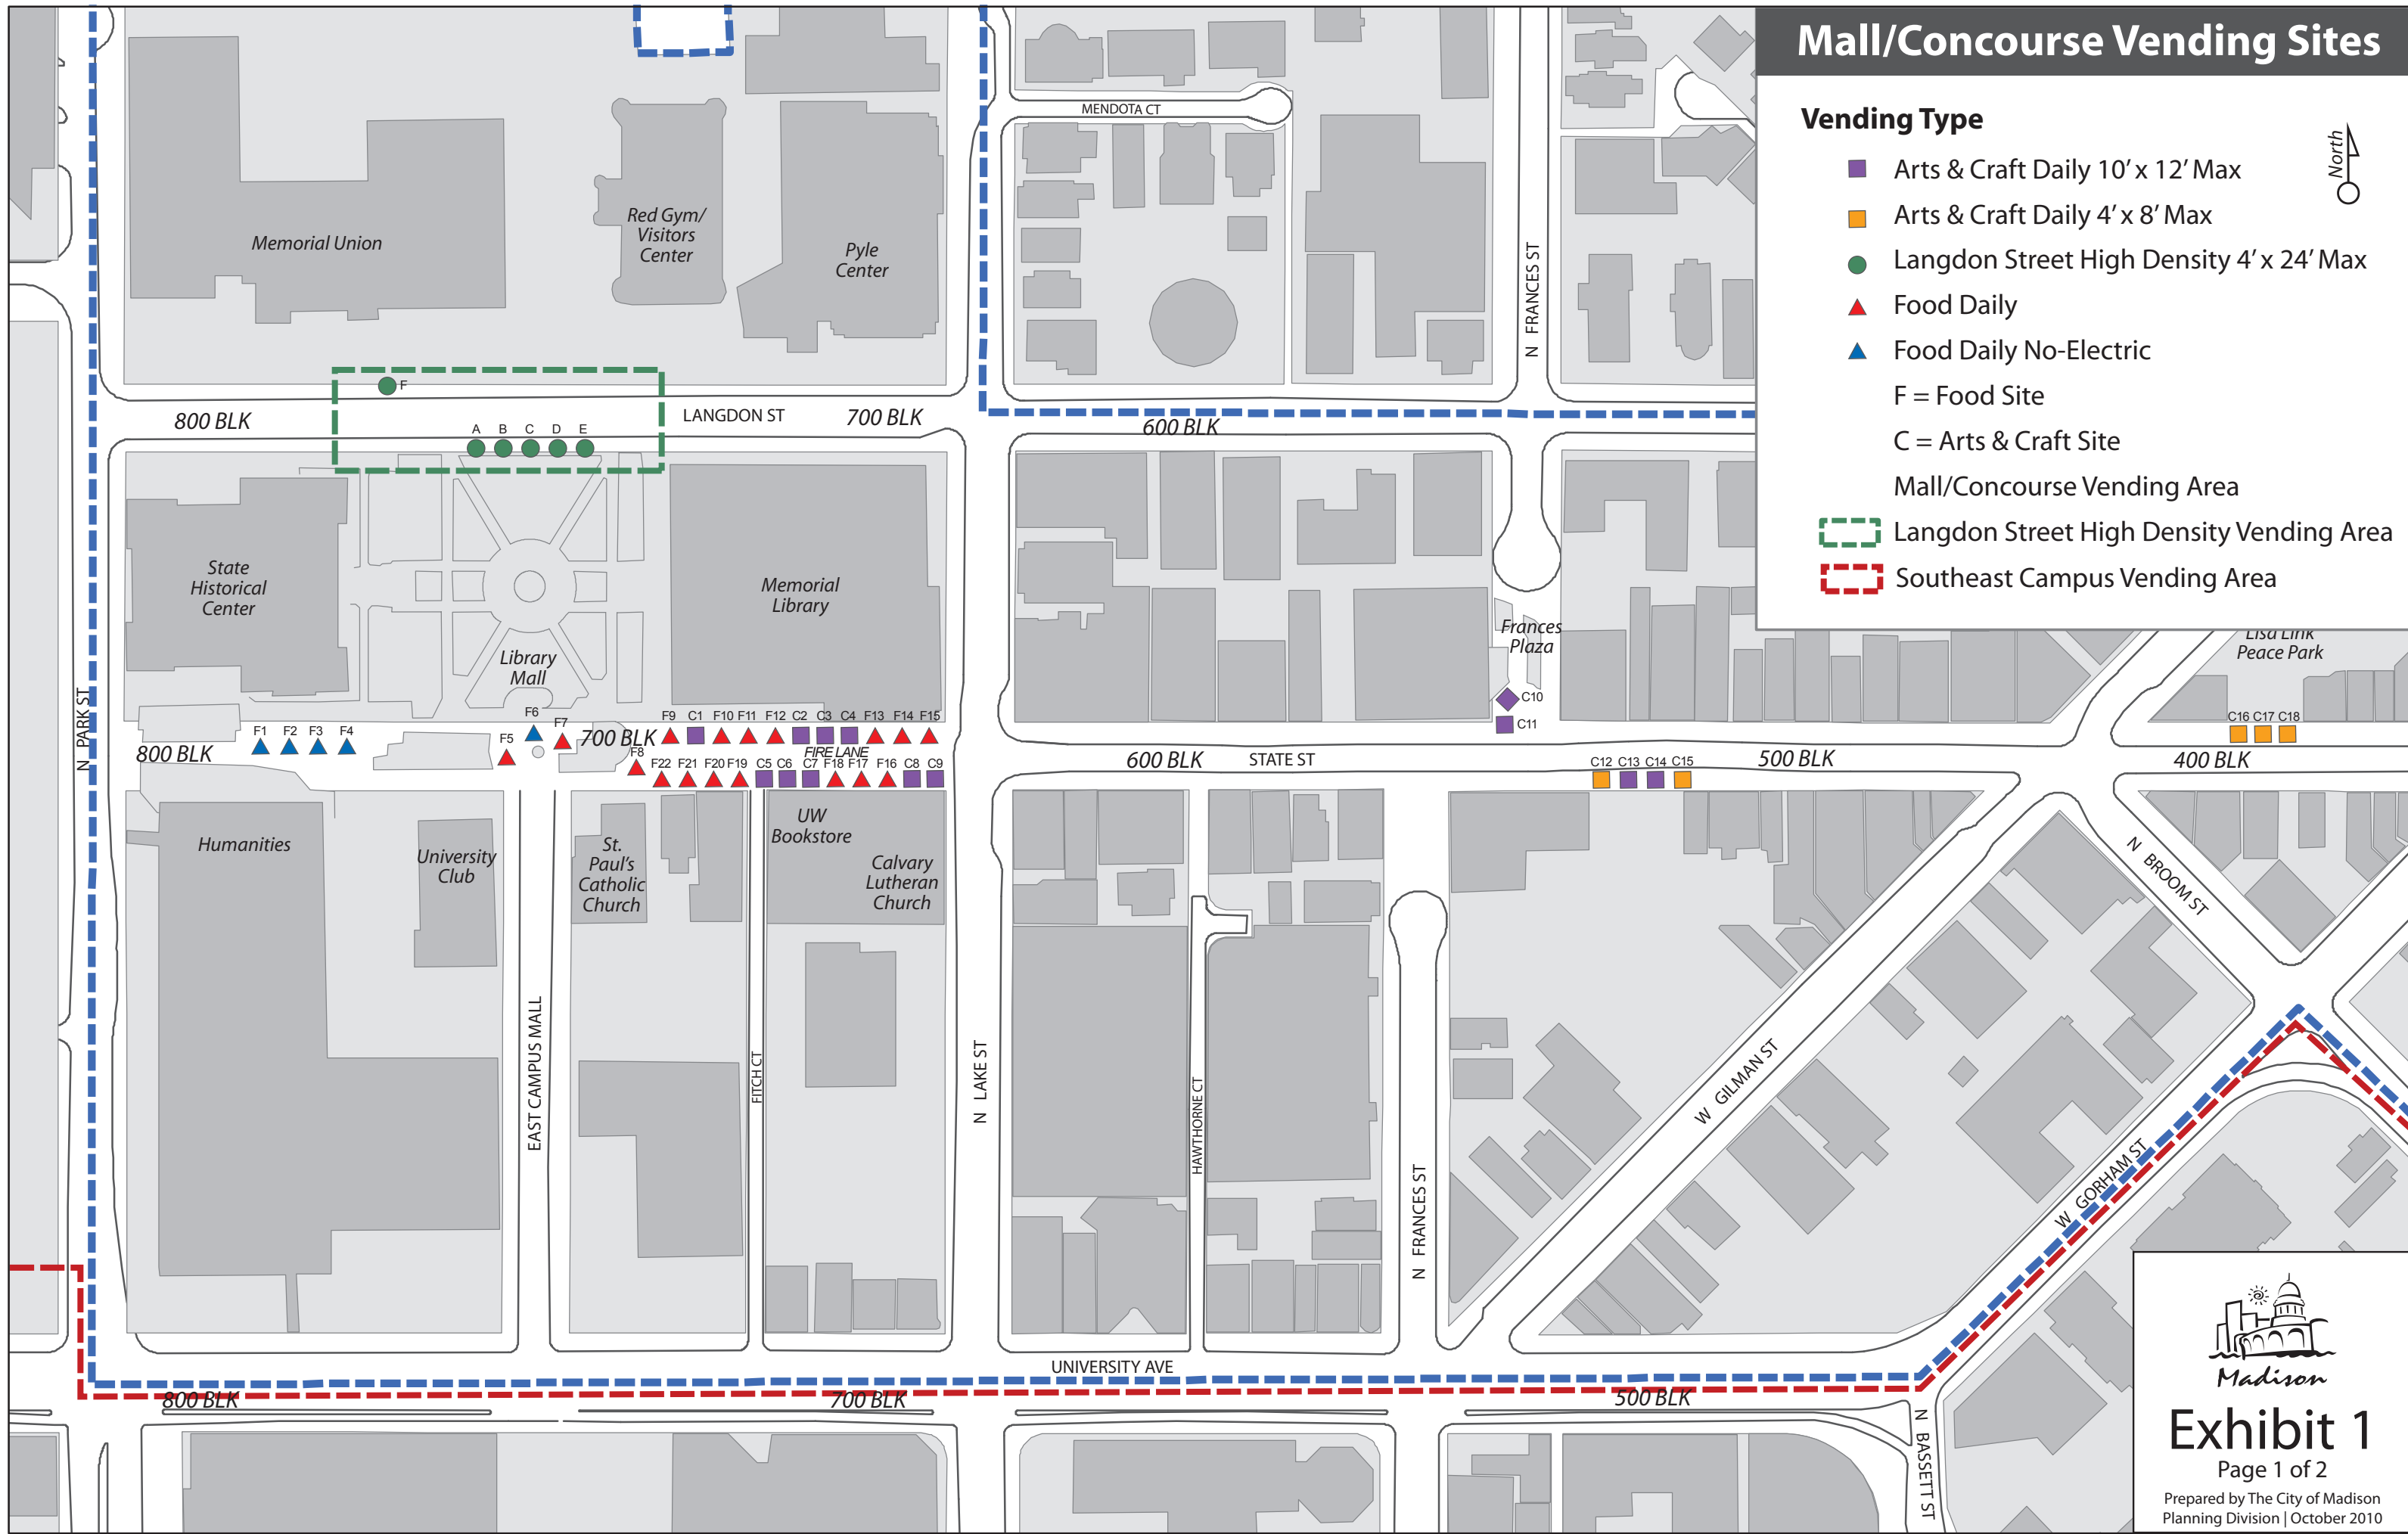 Mall/Concourse Vending Sites
Vending Type
North
Arts & Craft Daily 10’ x 12’ Max
Arts & Craft Daily 4’ x 8’ Max
Langdon Street High Density 4’ x 24’ Max
Food Daily
Food Daily No-Electric
F = Food Site
C = Arts & Craft Site
Mall/Concourse Vending Area
Langdon Street High Density Vending Area
Southeast Campus Vending Area
MENDOTA CT
Memorial Union
Red Gym/
Visitors
Center
Pyle
Center
N FRANCES ST
F
800 BLK
LANGDON ST
700 BLK
600 BLK
A
B
C
D
E
State
Historical
Center
Library
Mall
Memorial
Library
Frances
Plaza
Lisa Link
Peace Park
N PARK ST
F1
F2
F3
F4
F5
F6
F7
F8
700 BLK
F9
C1
F10
F11
F12
C2
C3
C4
F13
F14
F15
FIRE LANE
F22
F21
F20
F19
C5
C6
C7
F18
F17
F16
C8
C9
C10
C11
800 BLK
600 BLK
STATE ST
C12
C13
C14
C15
500 BLK
C16
C17
C18
400 BLK
Humanities
University
Club
St.
Paul’s
Catholic
Church
UW
Bookstore
Calvary
Lutheran
Church
N BROOM ST
EAST CAMPUS MALL
FITCH CT
N LAKE ST
HAWTHORNE CT
N FRANCES ST
W GILMAN ST
W GORHAM ST
UNIVERSITY AVE
800 BLK
700 BLK
500 BLK
N BASSETT ST
Madison
Exhibit 1
Page 1 of 2
Prepared by The City of Madison
Planning Division | October 2010